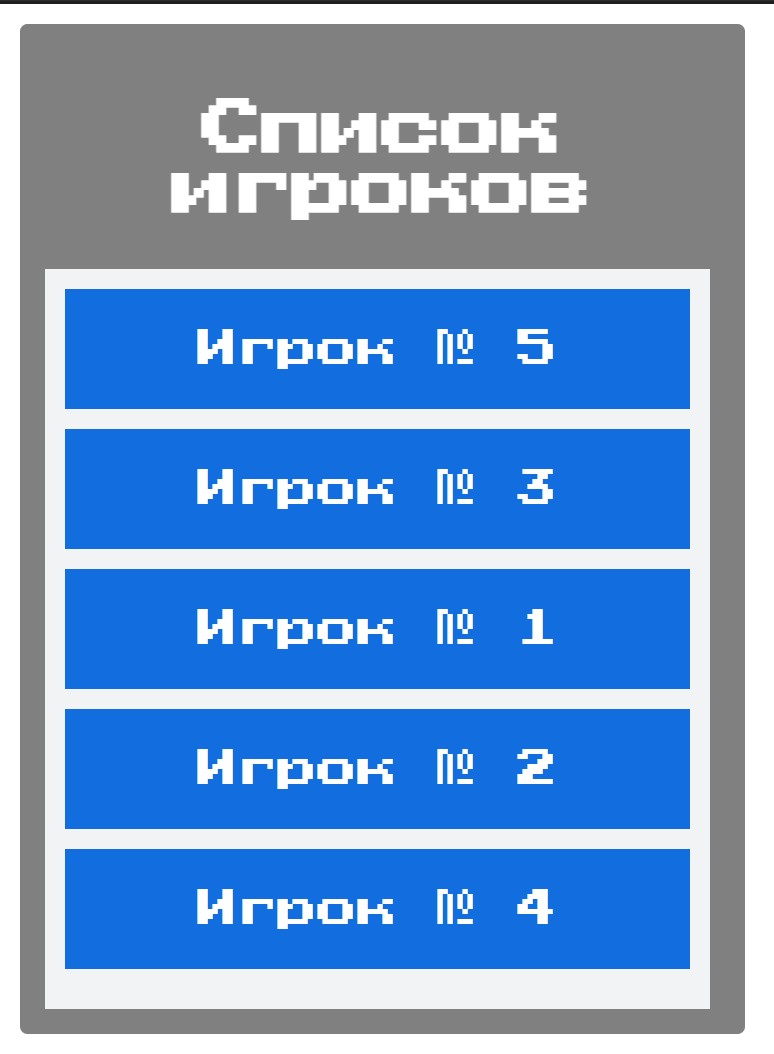 Список
игроков
Игрок № 5
Игрок № 3
Игрок № 1
Игрок № 2
Игрок № 4